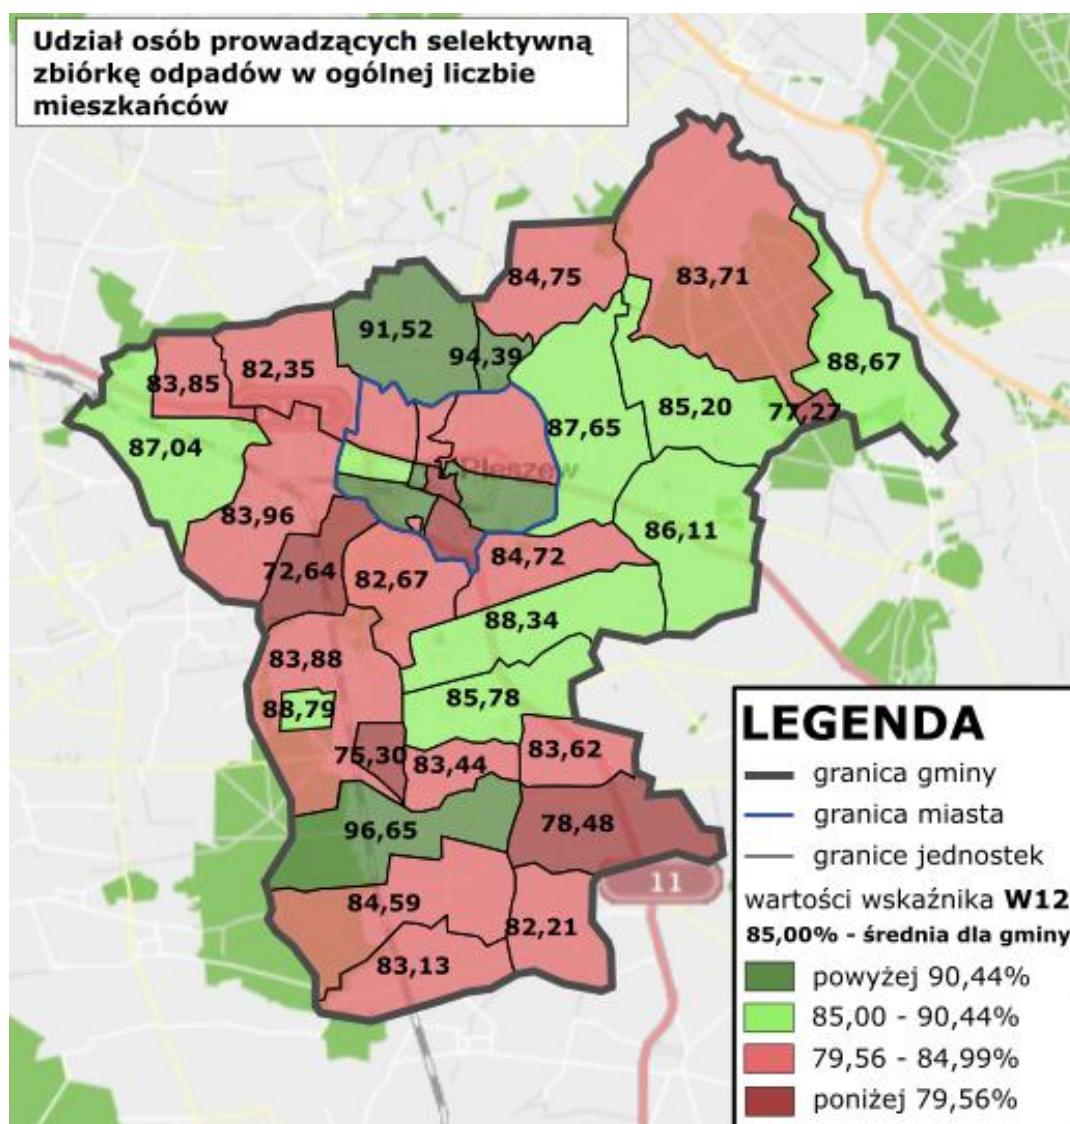 Udział osób prowadzących selektywną
zbiórkę odpadów w ogólnej liczbie
mieszkańców
84,75
83,71
91,52
94,39
88,67
83,85
82,35
85,20
77,27
87,65
87,04
Pleszew
83,96
86,11
84,72
72,64
82,67
88,34
83,88
88,79
85,78
75,30
83,44
83,62
96,65
78,48
84,59
11
82,21
83,13
LEGENDA
granica gminy
granica miasta
granice jednostek
wartości wskaźnika W12
85,00% - średnia dla gminy
powyżej 90,44%
85,00 - 90,44%
79,56 - 84,99%
poniżej 79,56%